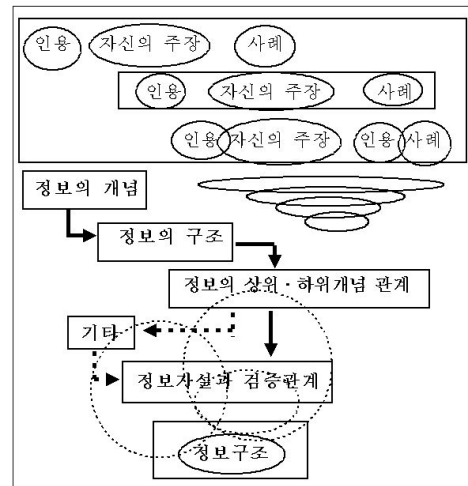 인용 자신의 주장 사례
인용 자신의 주장 사례
인용 자신의 주장 인용 사례
정보의 개념
정보의 구조
정보의 상위·하위개념 관계
기타
정보가설과 검증관계
정보구조